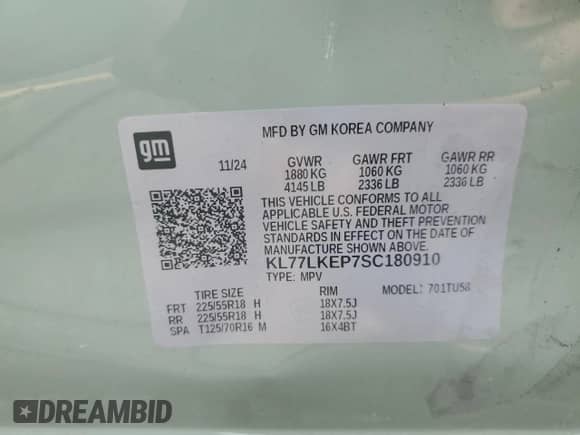 MFD BY GM KOREA COMPANY
gm
11/24 GVWR GAWR FRT GAWR RR
1880 KG 1060 KG 1060 KG
4145 LB 2336 LB 2336 LB
THIS VEHICLE CONFORMS TO ALL
APPLICABLE U.S. FEDERAL MOTOR
VEHICLE SAFETY AND THEFT PREVENTION
STANDARDS IN EFFECT ON THE DATE OF
MANUFACTURE SHOWN ABOVE.
KL77LKEP7SC180910
TYPE: MPV MODEL: 701TU58
TIRE SIZE RIM
FRT 225/55R18 H 18X7.5J
RR 225/55R18 H 18X7.5J
SPA T125/70R16 M 16X4BT
DREAMBID